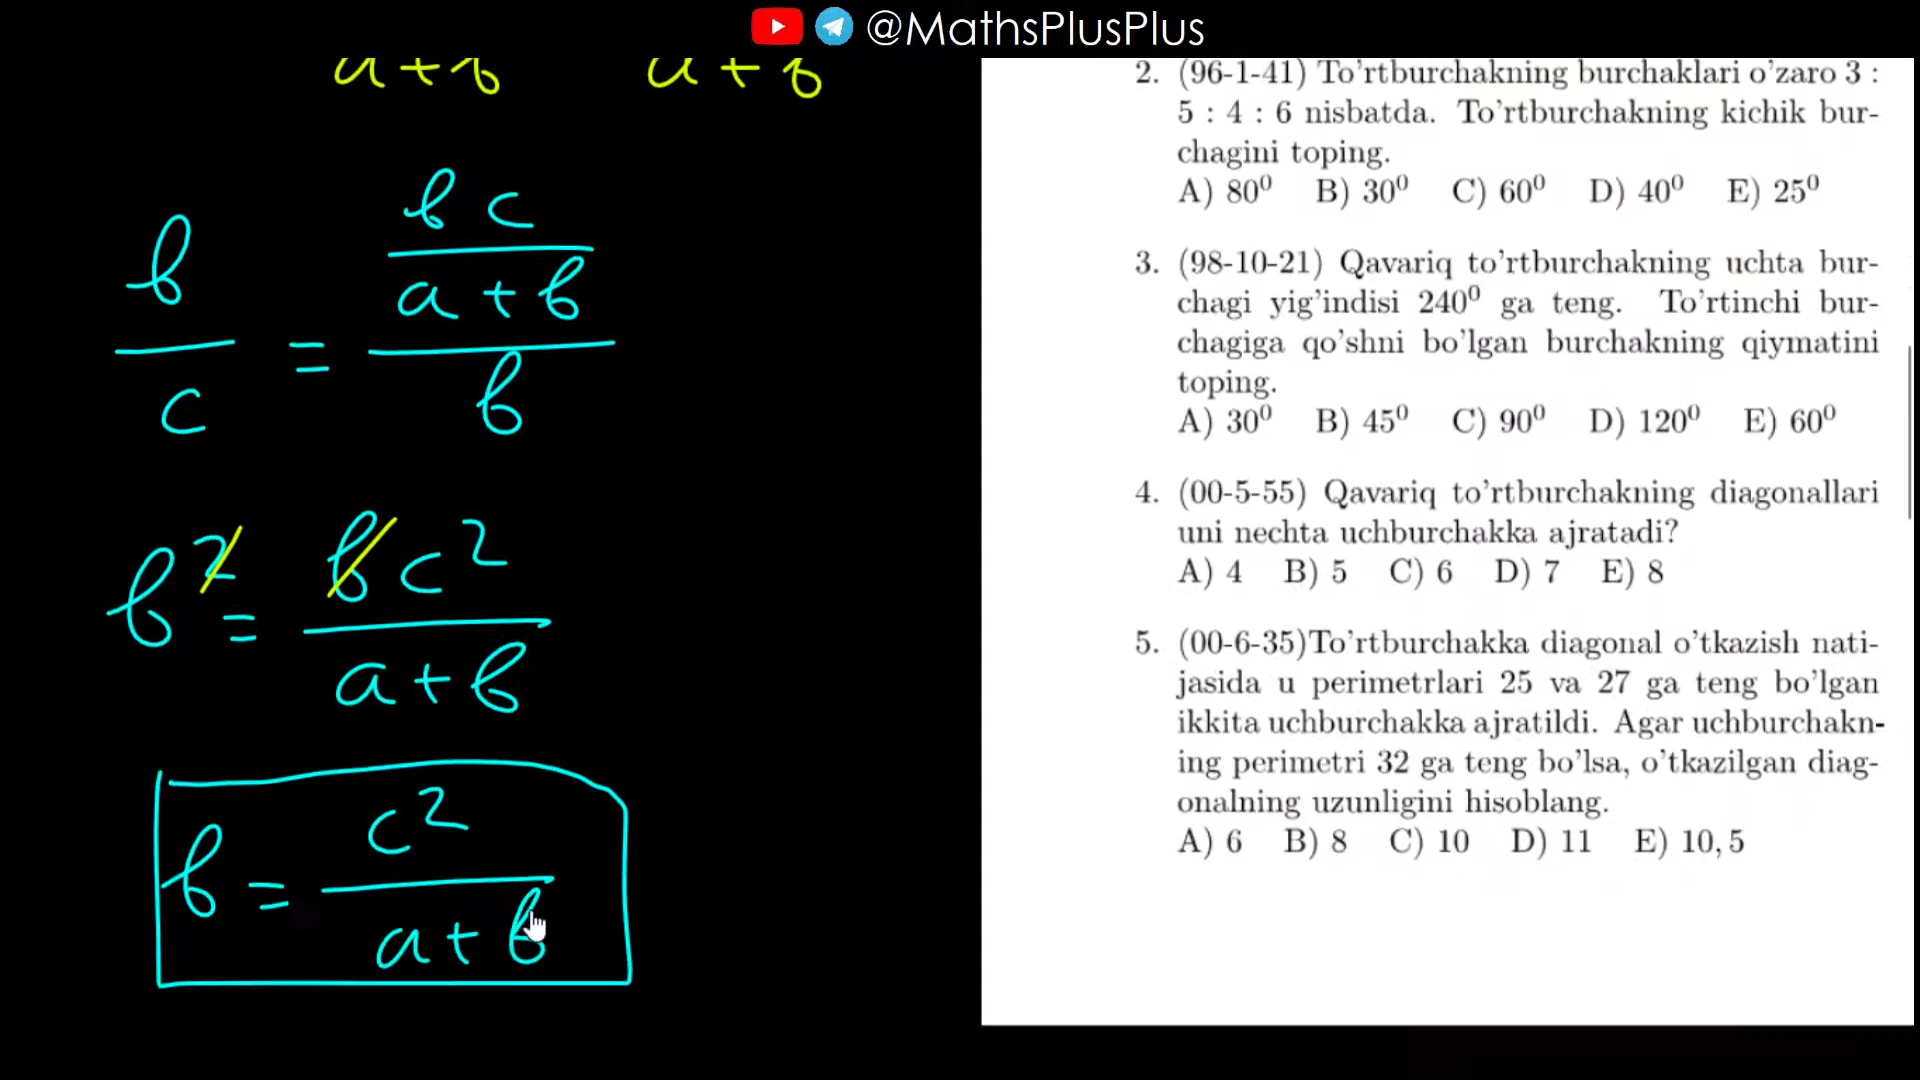 @MathsPlusPlus
a + b a + b
b/c = (bc/(a + b))/b
b² = bc²/(a + b)
b = c²/(a + b)
2. (96-1-41) To'rtburchakning burchaklari o'zaro 3 :
5 : 4 : 6 nisbatda. To'rtburchakning kichik bur-
chagini toping.
A) 80⁰ B) 30⁰ C) 60⁰ D) 40⁰ E) 25⁰
3. (98-10-21) Qavariq to'rtburchakning uchta bur-
chagi yig'indisi 240⁰ ga teng. To'rtinchi bur-
chagiga qo'shni bo'lgan burchakning qiymatini
toping.
A) 30⁰ B) 45⁰ C) 90⁰ D) 120⁰ E) 60⁰
4. (00-5-55) Qavariq to'rtburchakning diagonallari
uni nechta uchburchakka ajratadi?
A) 4 B) 5 C) 6 D) 7 E) 8
5. (00-6-35)To'rtburchakka diagonal o'tkazish nati-
jasida u perimetrlari 25 va 27 ga teng bo'lgan
ikkita uchburchakka ajratildi. Agar uchburchakn-
ing perimetri 32 ga teng bo'lsa, o'tkazilgan diag-
onalning uzunligini hisoblang.
A) 6 B) 8 C) 10 D) 11 E) 10, 5